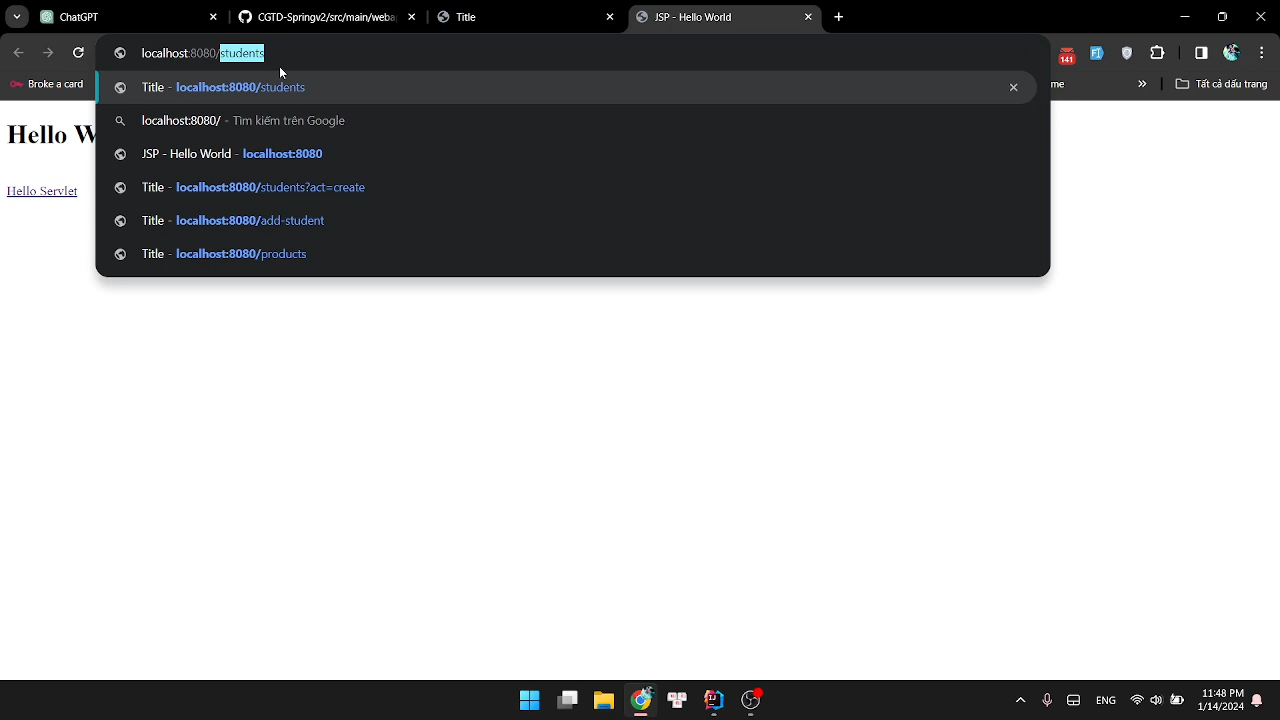 ChatGPT
CGTD-Springv2/src/main/weba
Title
JSP - Hello World
localhost:8080/students
141
Broke a card
me
Tất cả dấu trang
Title - localhost:8080/students
localhost:8080/ - Tìm kiếm trên Google
JSP - Hello World - localhost:8080
Title - localhost:8080/students?act=create
Title - localhost:8080/add-student
Title - localhost:8080/products
Hello W
Hello Servlet
ENG
11:48 PM
1/14/2024